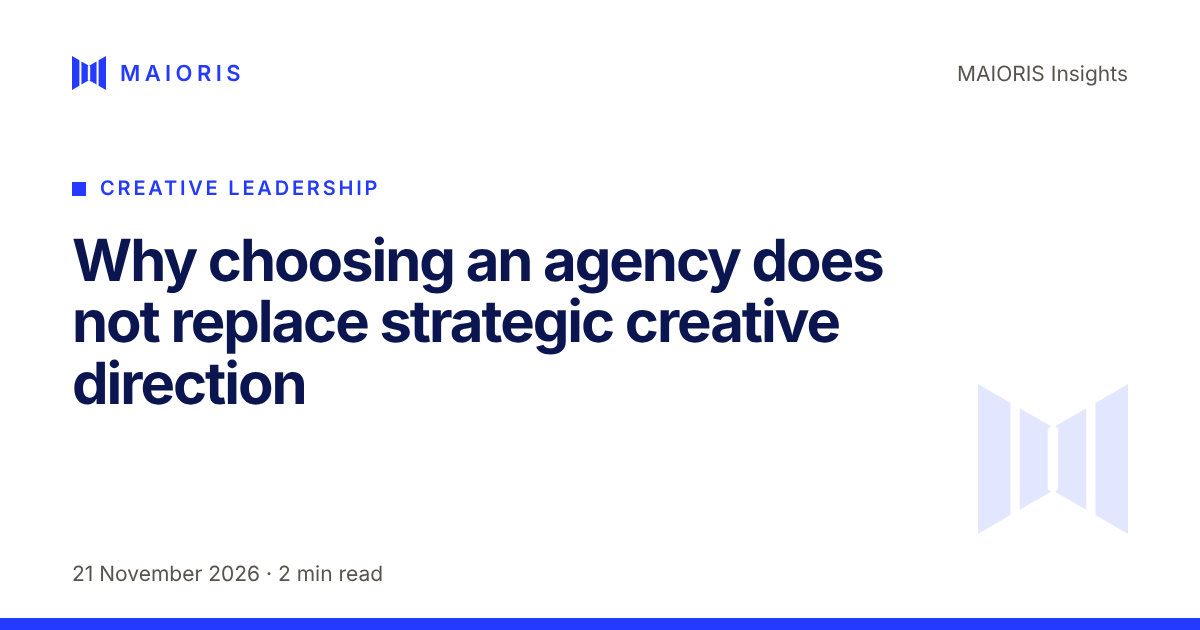 MAIORIS
MAIORIS Insights
CREATIVE LEADERSHIP
Why choosing an agency does
not replace strategic creative
direction
21 November 2026 · 2 min read